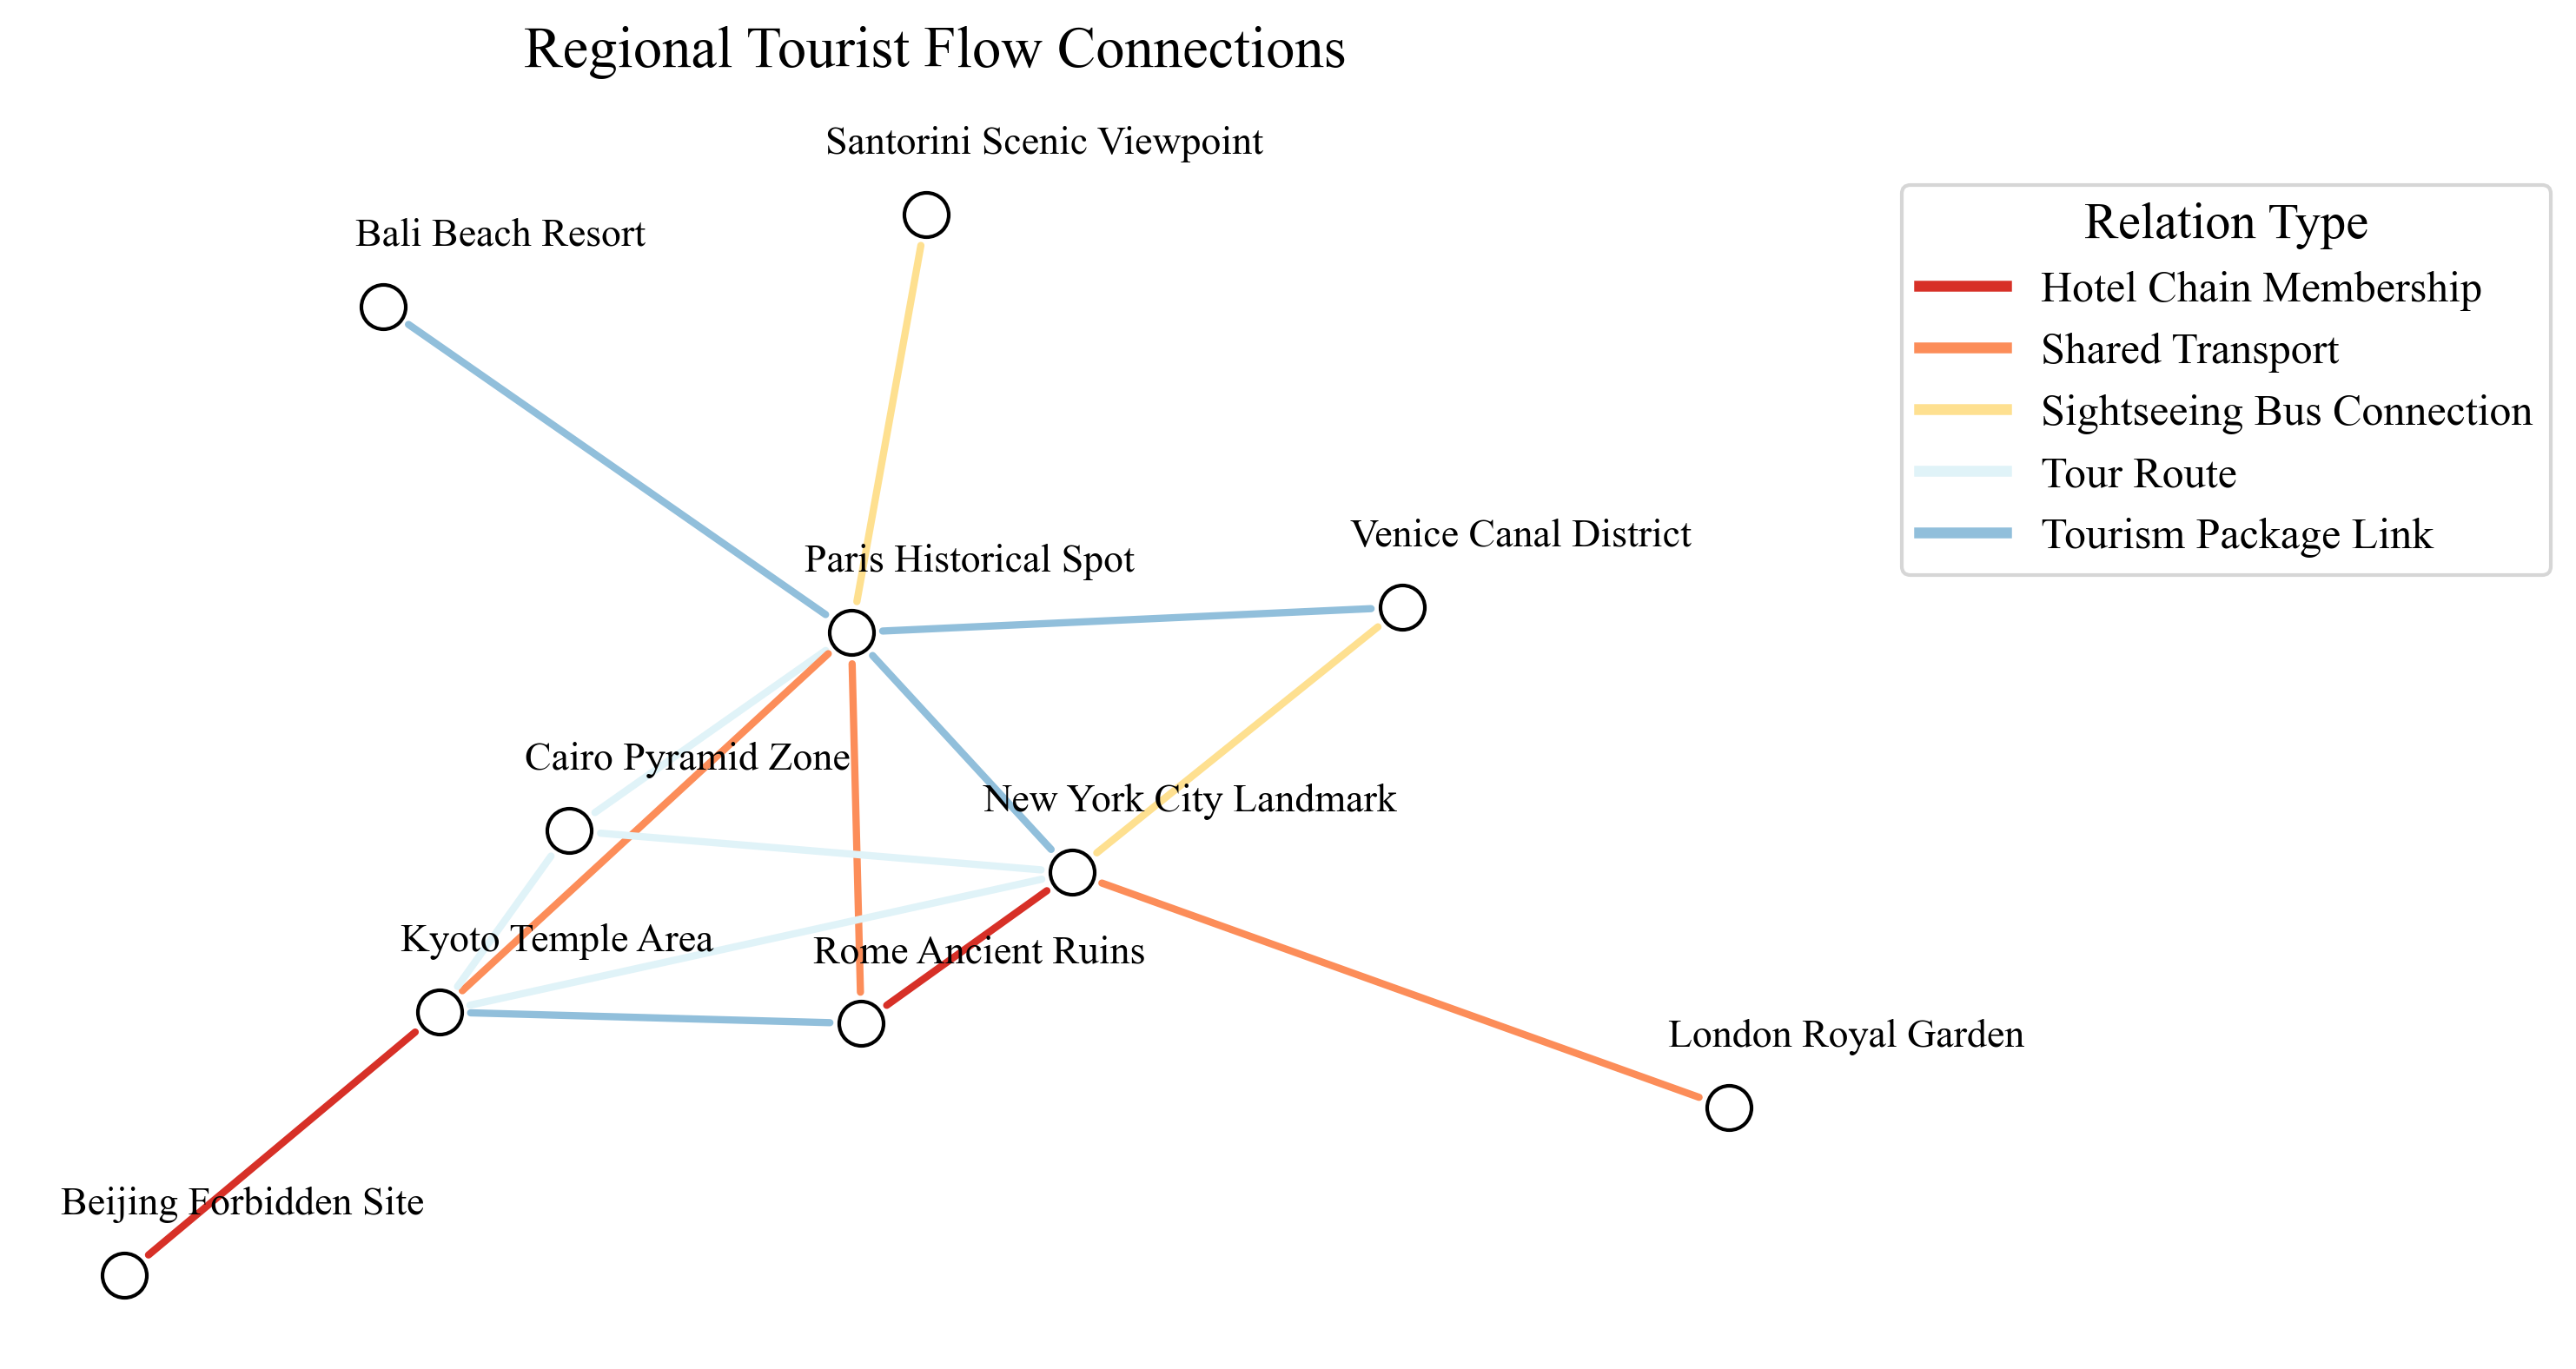 Regional Tourist Flow Connections
Santorini Scenic Viewpoint
Bali Beach Resort
Paris Historical Spot
Venice Canal District
Cairo Pyramid Zone
New York City Landmark
Kyoto Temple Area
Rome Ancient Ruins
London Royal Garden
Beijing Forbidden Site
Relation Type
Hotel Chain Membership
Shared Transport
Sightseeing Bus Connection
Tour Route
Tourism Package Link